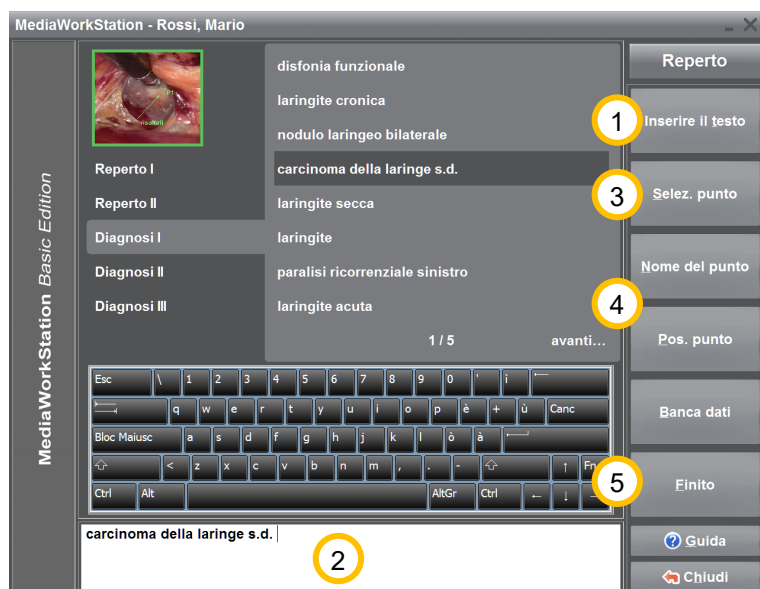 MediaWorkStation - Rossi, Mario
MediaWorkStation Basic Edition
P1
risultati
Reperto I
Reperto II
Diagnosi I
Diagnosi II
Diagnosi III
disfonia funzionale
laringite cronica
nodulo laringeo bilaterale
carcinoma della laringe s.d.
laringite secca
laringite
paralisi ricorrenziale sinistro
laringite acuta
1 / 5 avanti...
Esc \ 1 2 3 4 5 6 7 8 9 0 ' ì
q w e r t y u i o p è + ù Canc
Bloc Maiusc a s d f g h j k l ò à
< z x c v b n m , . - ↑ Fn
Ctrl Alt AltGr Ctrl ← ↓ →
carcinoma della laringe s.d.
Reperto
Inserire il testo
Selez. punto
Nome del punto
Pos. punto
Banca dati
Finito
Guida
Chiudi
1
2
3
4
5